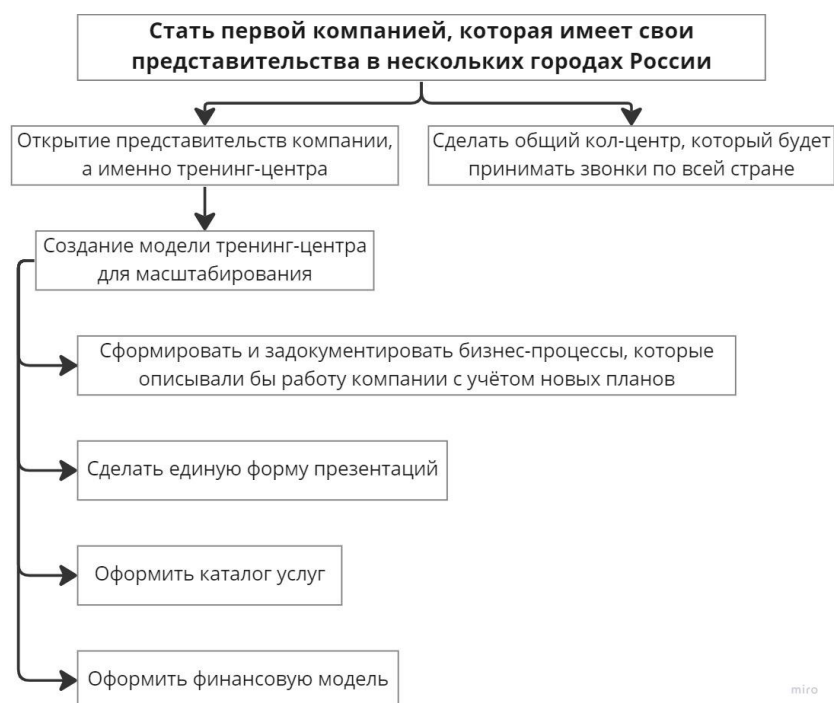 Стать первой компанией, которая имеет свои
представительства в нескольких городах России
Открытие представительств компании,
а именно тренинг-центра
Сделать общий кол-центр, который будет
принимать звонки по всей стране
Создание модели тренинг-центра
для масштабирования
Сформировать и задокументировать бизнес-процессы, которые
описывали бы работу компании с учётом новых планов
Сделать единую форму презентаций
Оформить каталог услуг
Оформить финансовую модель
miro